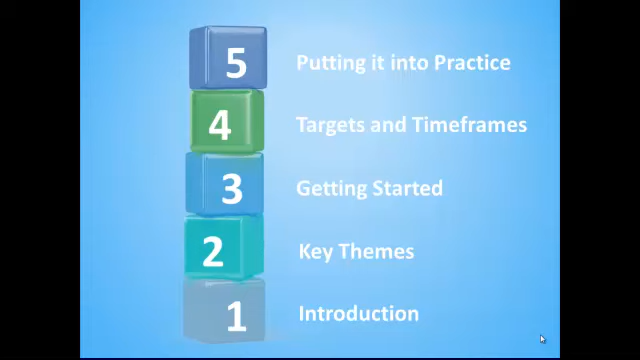 5 Putting it into Practice
4 Targets and Timeframes
3 Getting Started
2 Key Themes
1 Introduction